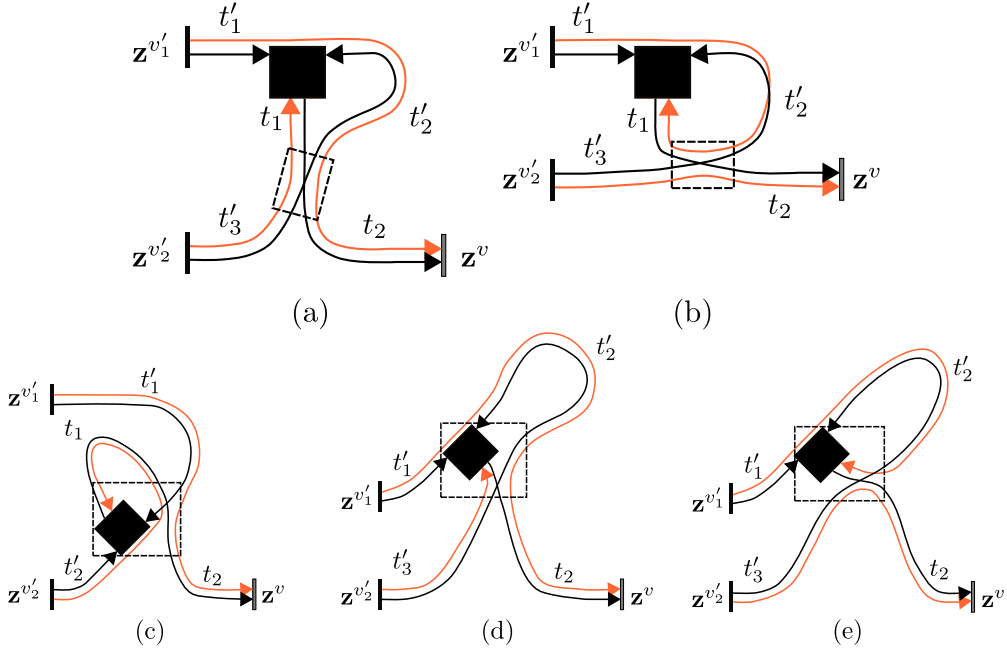 t′₁ t′₁
𝐳^{v′₁} 𝐳^{v′₁}
t₁ t′₂ t₁ t′₂
t′₃ t′₃
𝐳^{v′₂} t₂ 𝐳^v 𝐳^{v′₂} t₂ 𝐳^v
(a) (b)
t′₁ t′₂ t′₂
𝐳^{v′₁}
t₁ t′₁ t′₁
𝐳^{v′₁} 𝐳^{v′₁}
t′₂ t₂ t′₃ t₂ t′₃ t₂
𝐳^{v′₂} 𝐳^v 𝐳^{v′₂} 𝐳^v 𝐳^{v′₂} 𝐳^v
(c) (d) (e)